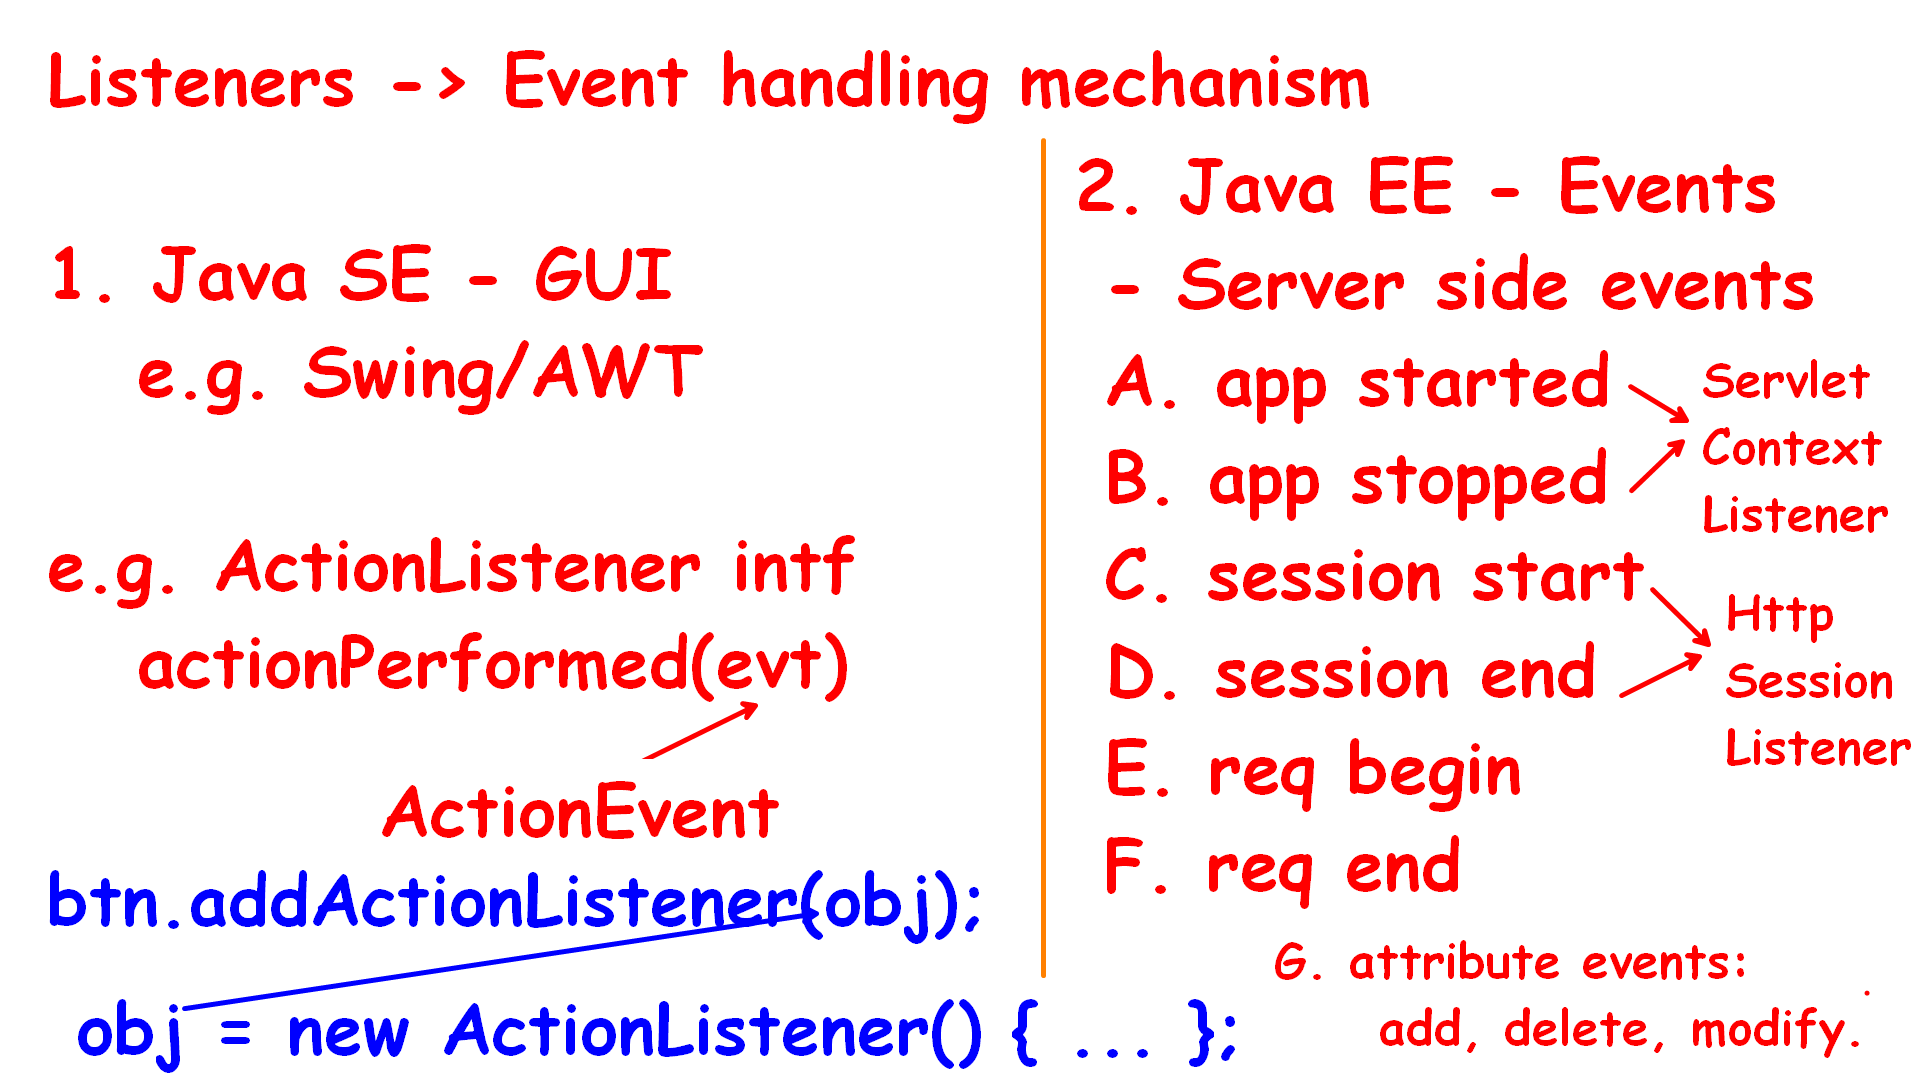 Listeners -> Event handling mechanism
1. Java SE - GUI
e.g. Swing/AWT
e.g. ActionListener intf
actionPerformed(evt)
ActionEvent
btn.addActionListener(obj);
obj = new ActionListener() { ... };
2. Java EE - Events
- Server side events
A. app started
B. app stopped
Servlet
Context
Listener
C. session start
D. session end
Http
Session
Listener
E. req begin
F. req end
G. attribute events:
add, delete, modify.